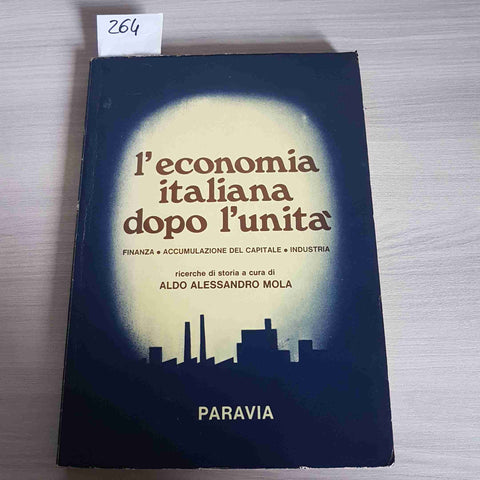 264
l'economia
italiana
dopo l'unità
FINANZA • ACCUMULAZIONE DEL CAPITALE • INDUSTRIA
ricerche di storia a cura di
ALDO ALESSANDRO MOLA
PARAVIA